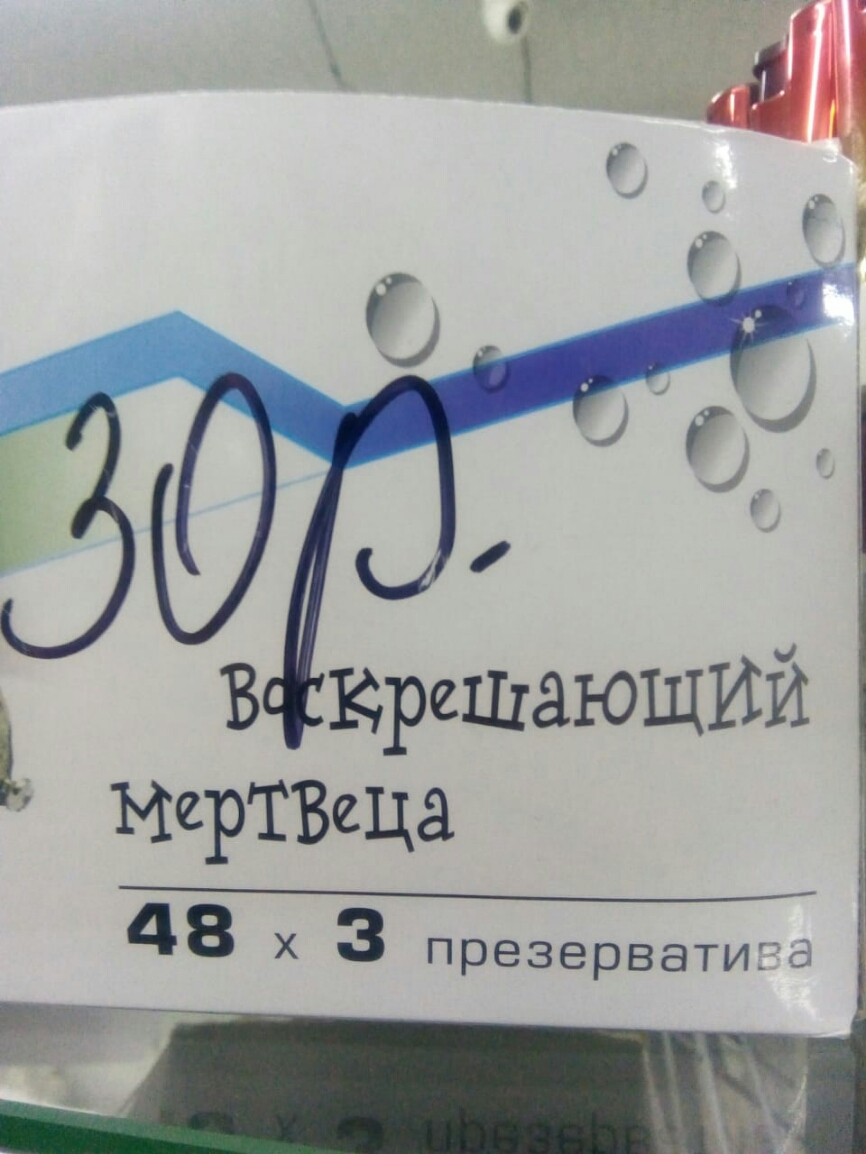 30р.
Воскрешающий
мертвеца
48 x 3 презерватива